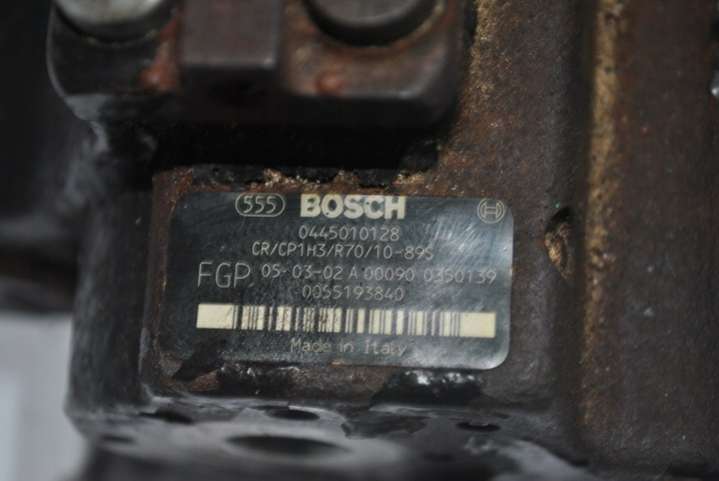 555 BOSCH
0445010128
CR/CP1H3/R70/10-89S
FGP 05-03-02 A 00090 0350139
0055193840
Made in Italy